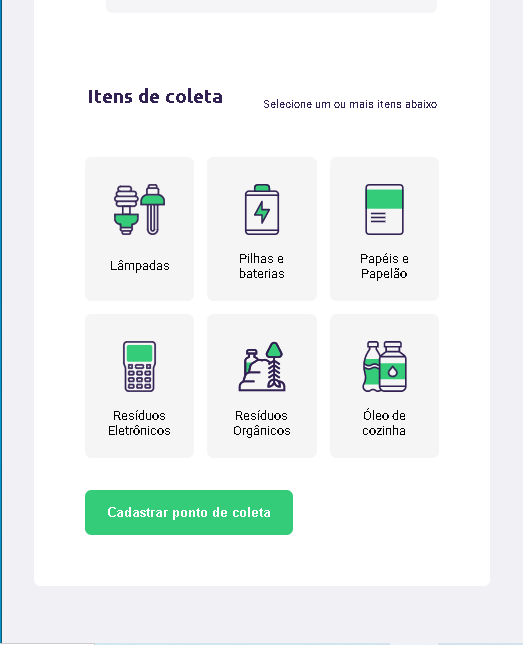 Itens de coleta
Selecione um ou mais itens abaixo
Lâmpadas
Pilhas e
baterias
Papéis e
Papelão
Resíduos
Eletrônicos
Resíduos
Orgânicos
Óleo de
cozinha
Cadastrar ponto de coleta